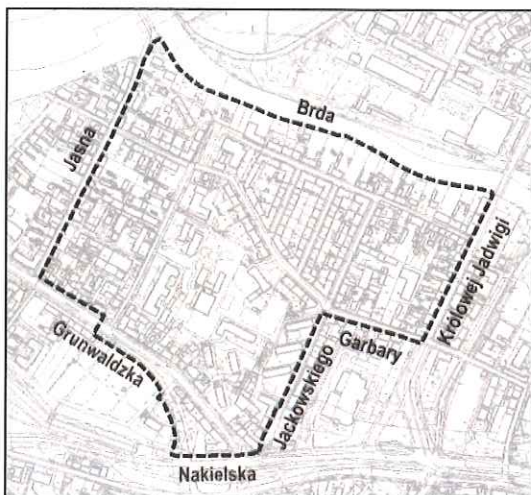 Brda
Jasna
Królowej Jadwigi
Garbary
Jackowskiego
Grunwaldzka
Nakielska